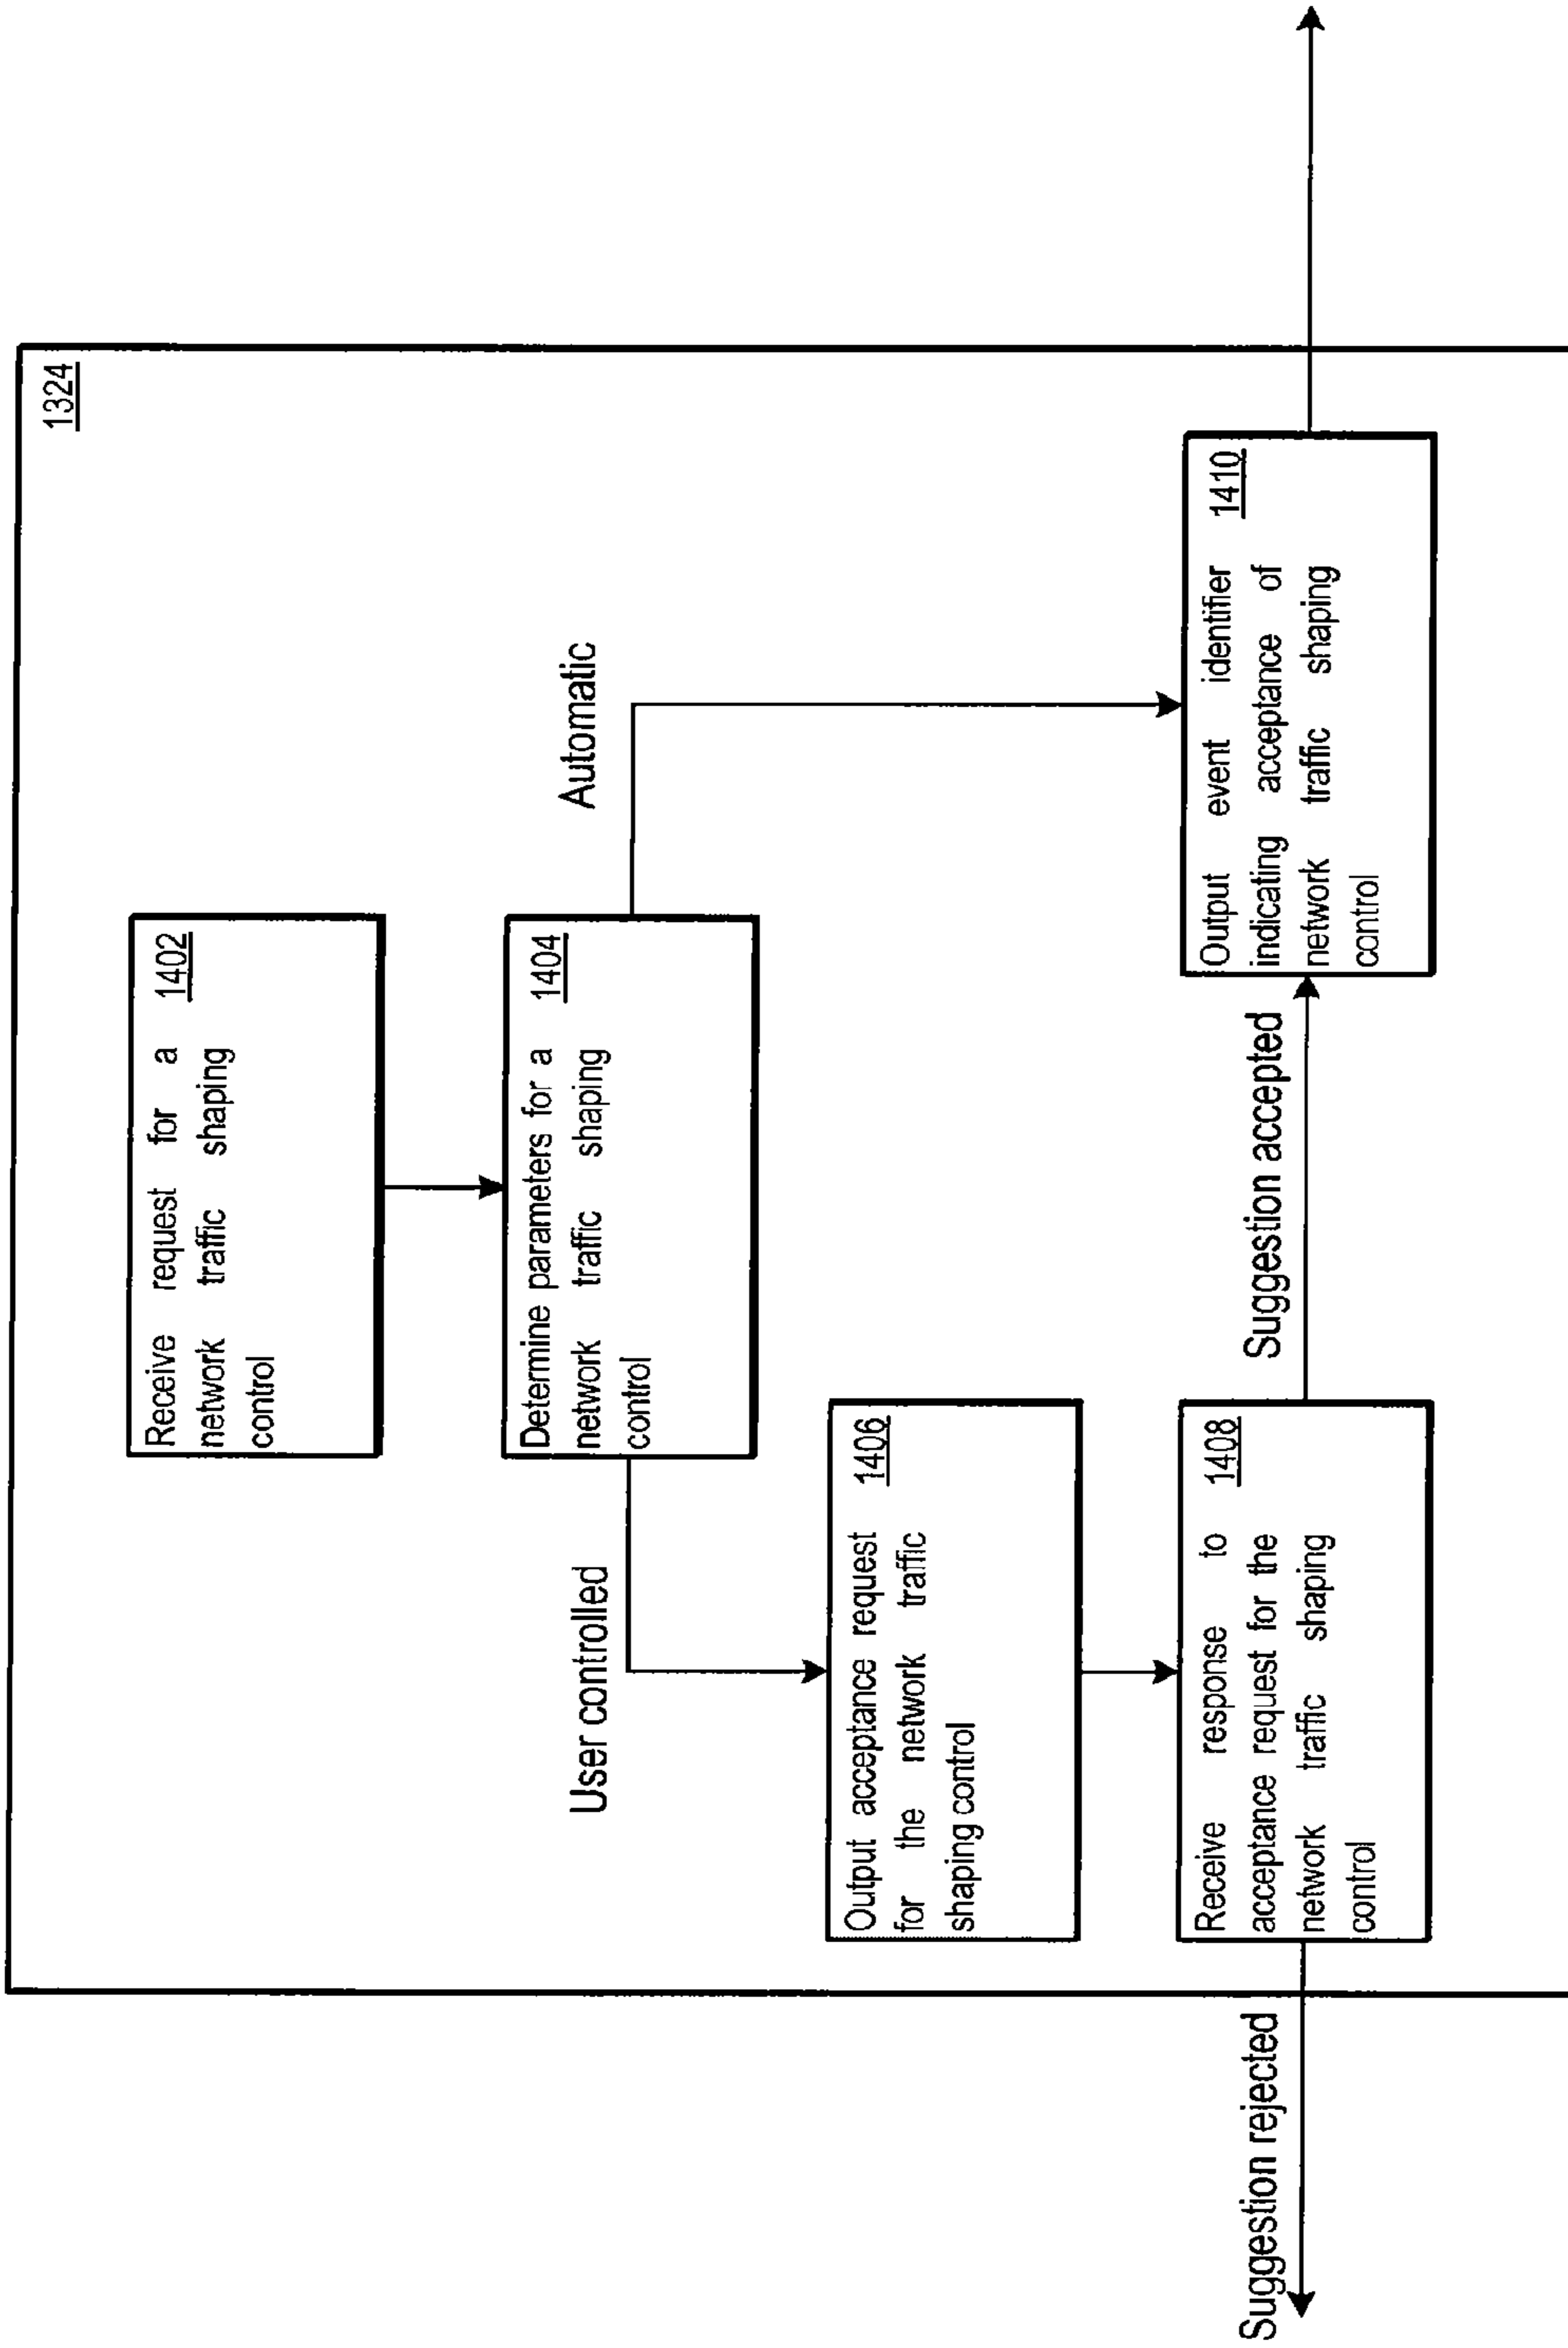 1324
Receive request for a 1402
network traffic shaping
control
Determine parameters for a 1404
network traffic shaping
control
User controlled
Automatic
Output acceptance request 1406
for the network traffic
shaping control
Receive response to 1408
acceptance request for the
network traffic shaping
control
Suggestion rejected
Suggestion accepted
Output event identifier 1410
indicating acceptance of
network traffic shaping
control